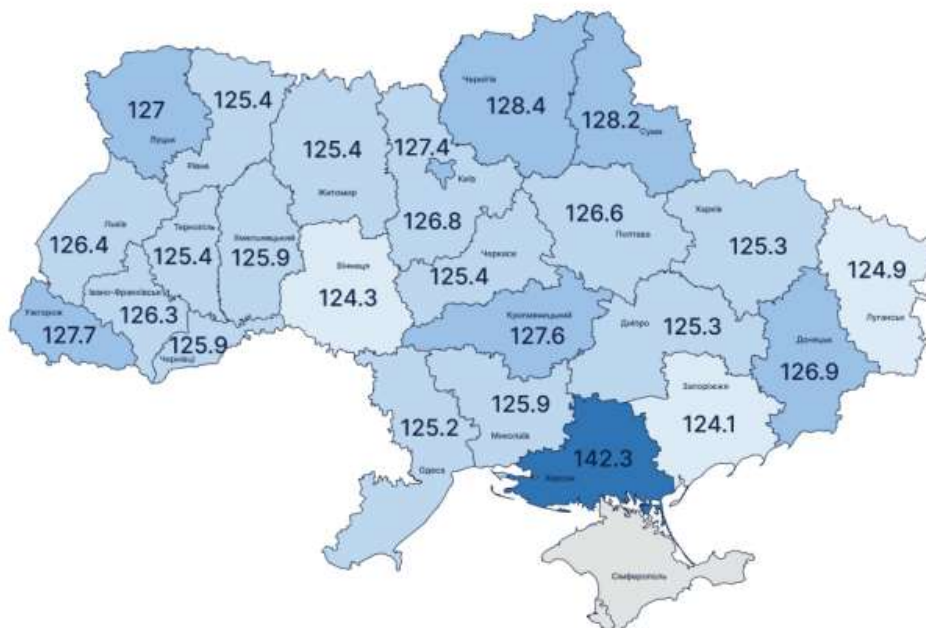 Чернігів
128.4
127
Луцьк
125.4
Рівне
125.4
Житомир
127.4
Київ
126.8
128.2
Суми
Львів
126.4
Тернопіль
125.4
Хмельницький
125.9
Вінниця
124.3
Черкаси
125.4
126.6
Полтава
Харків
125.3
124.9
Луганськ
Івано-Франківськ
126.3
Ужгород
127.7
125.9
Чернівці
Кропивницький
127.6
Дніпро
125.3
Донецьк
126.9
Запоріжжя
124.1
125.9
Миколаїв
125.2
Одеса
142.3
Херсон
Сімферополь